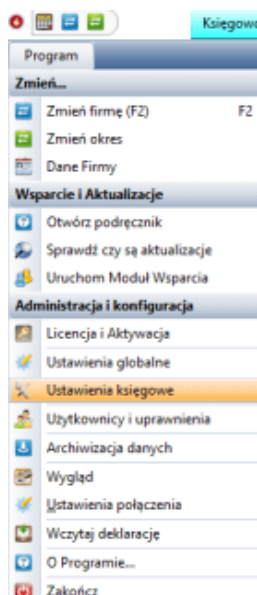 Księgowo
Program
Zmień...
Zmień firmę (F2) F2
Zmień okres
Dane Firmy
Wsparcie i Aktualizacje
Otwórz podręcznik
Sprawdź czy są aktualizacje
Uruchom Moduł Wsparcia
Administracja i konfiguracja
Licencja i Aktywacja
Ustawienia globalne
Ustawienia księgowe
Użytkownicy i uprawnienia
Archiwizacja danych
Wygląd
Ustawienia połączenia
Wczytaj deklarację
O Programie...
Zakończ